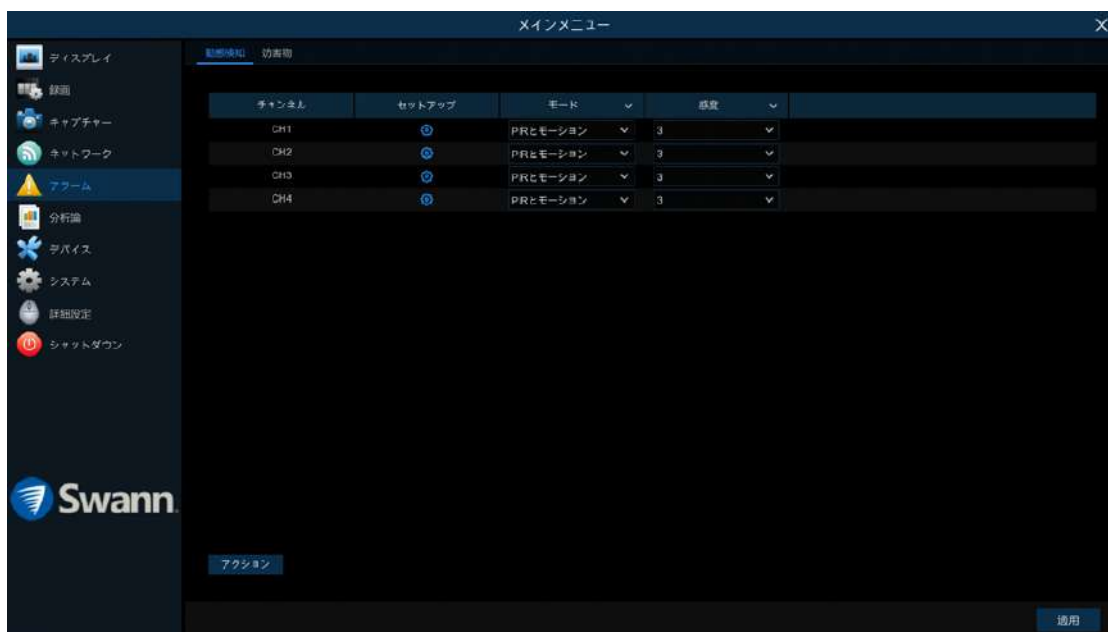 メインメニュー
X
ディスプレイ
録画
キャプチャー
ネットワーク
アラーム
分析論
デバイス
システム
詳細設定
シャットダウン
Swann
動態検知 妨害物
チャンネル セットアップ モード 感度
CH1 PIRとモーション 3
CH2 PIRとモーション 3
CH3 PIRとモーション 3
CH4 PIRとモーション 3
アクション
適用